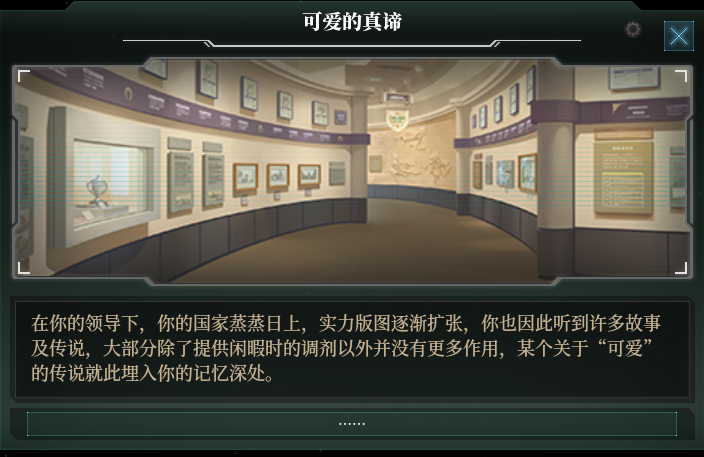 可爱的真谛
在你的领导下，你的国家蒸蒸日上，实力版图逐渐扩张，你也因此听到许多故事
及传说，大部分除了提供闲暇时的调剂以外并没有更多作用，某个关于“可爱”
的传说就此埋入你的记忆深处。
......